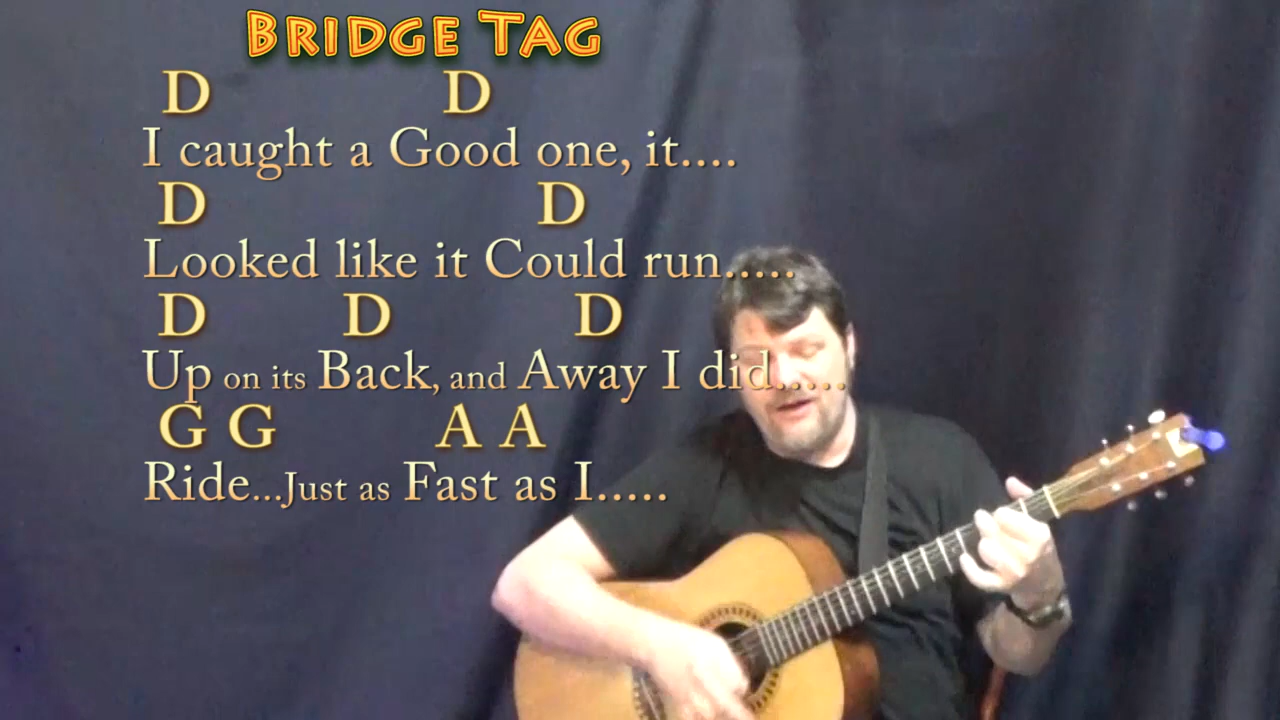 BRIDGE TAG
D D
I caught a Good one, it....
D D
Looked like it Could run.....
D D D
Up on its Back, and Away I did.....
G G A A
Ride...Just as Fast as I.....